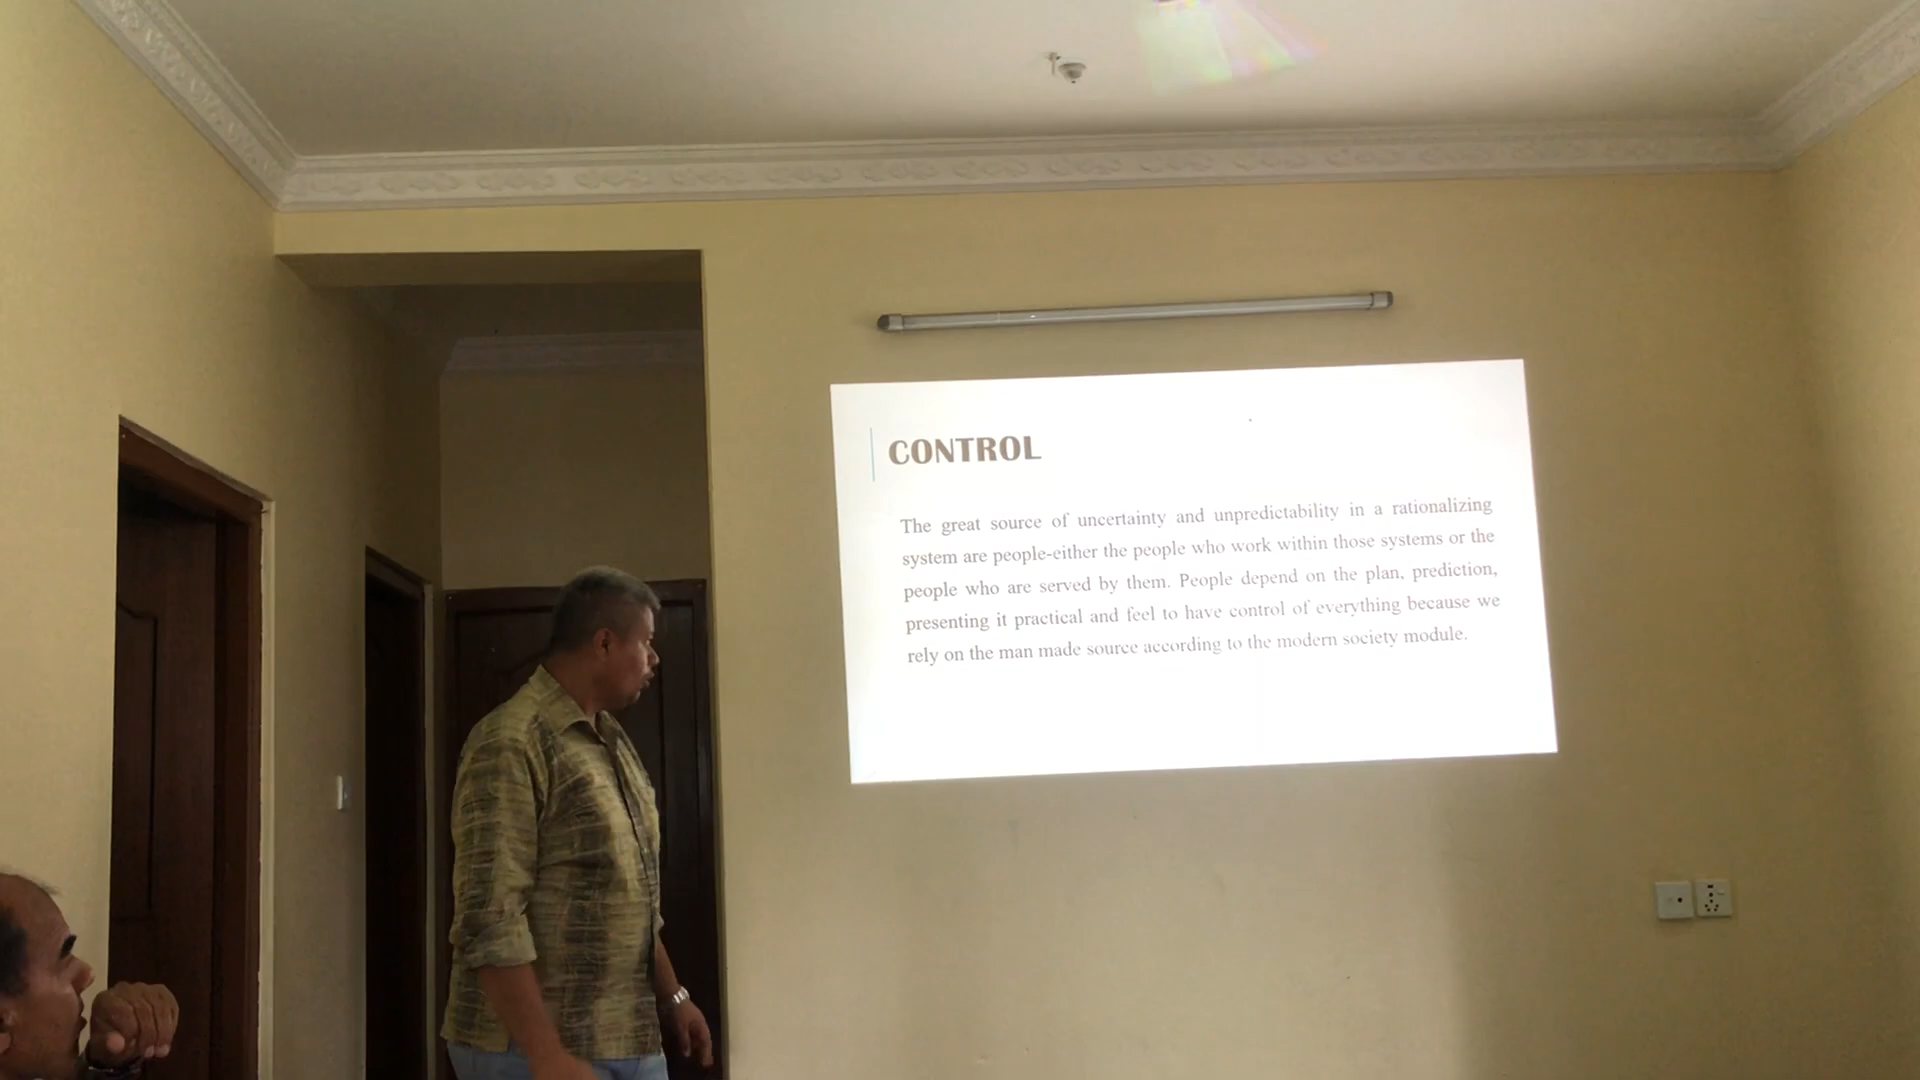 CONTROL
The great source of uncertainty and unpredictability in a rationalizing
system are people-either the people who work within those systems or the
people who are served by them. People depend on the plan, prediction,
presenting it practical and feel to have control of everything because we
rely on the man made source according to the modern society module.